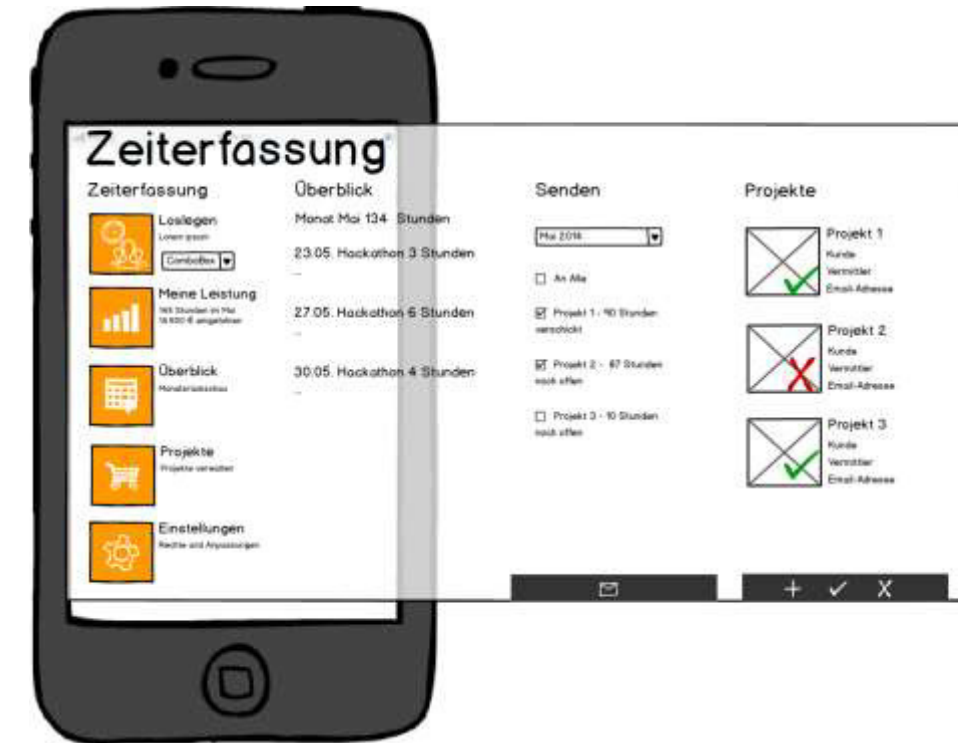 Zeiterfassung
Zeiterfassung
Loslegen
Lorem ipsum
ComboBox
Meine Leistung
Stunden im Mai
Überblick
Projekte
Projekte verwalten
Einstellungen
Rechte und Anpassungen
Überblick
Monat Mai 134 Stunden
23.05. Hackathon 3 Stunden
...
27.05. Hackathon 6 Stunden
...
30.05. Hackathon 4 Stunden
...
Senden
Mai 2014
An Alle
Projekt 1 - 90 Stunden
verschickt
Projekt 2 - 67 Stunden
noch offen
Projekt 3 - 10 Stunden
noch offen
Projekte
Projekt 1
Kunde
Vermittler
Email-Adresse
Projekt 2
Kunde
Vermittler
Email-Adresse
Projekt 3
Kunde
Vermittler
Email-Adresse